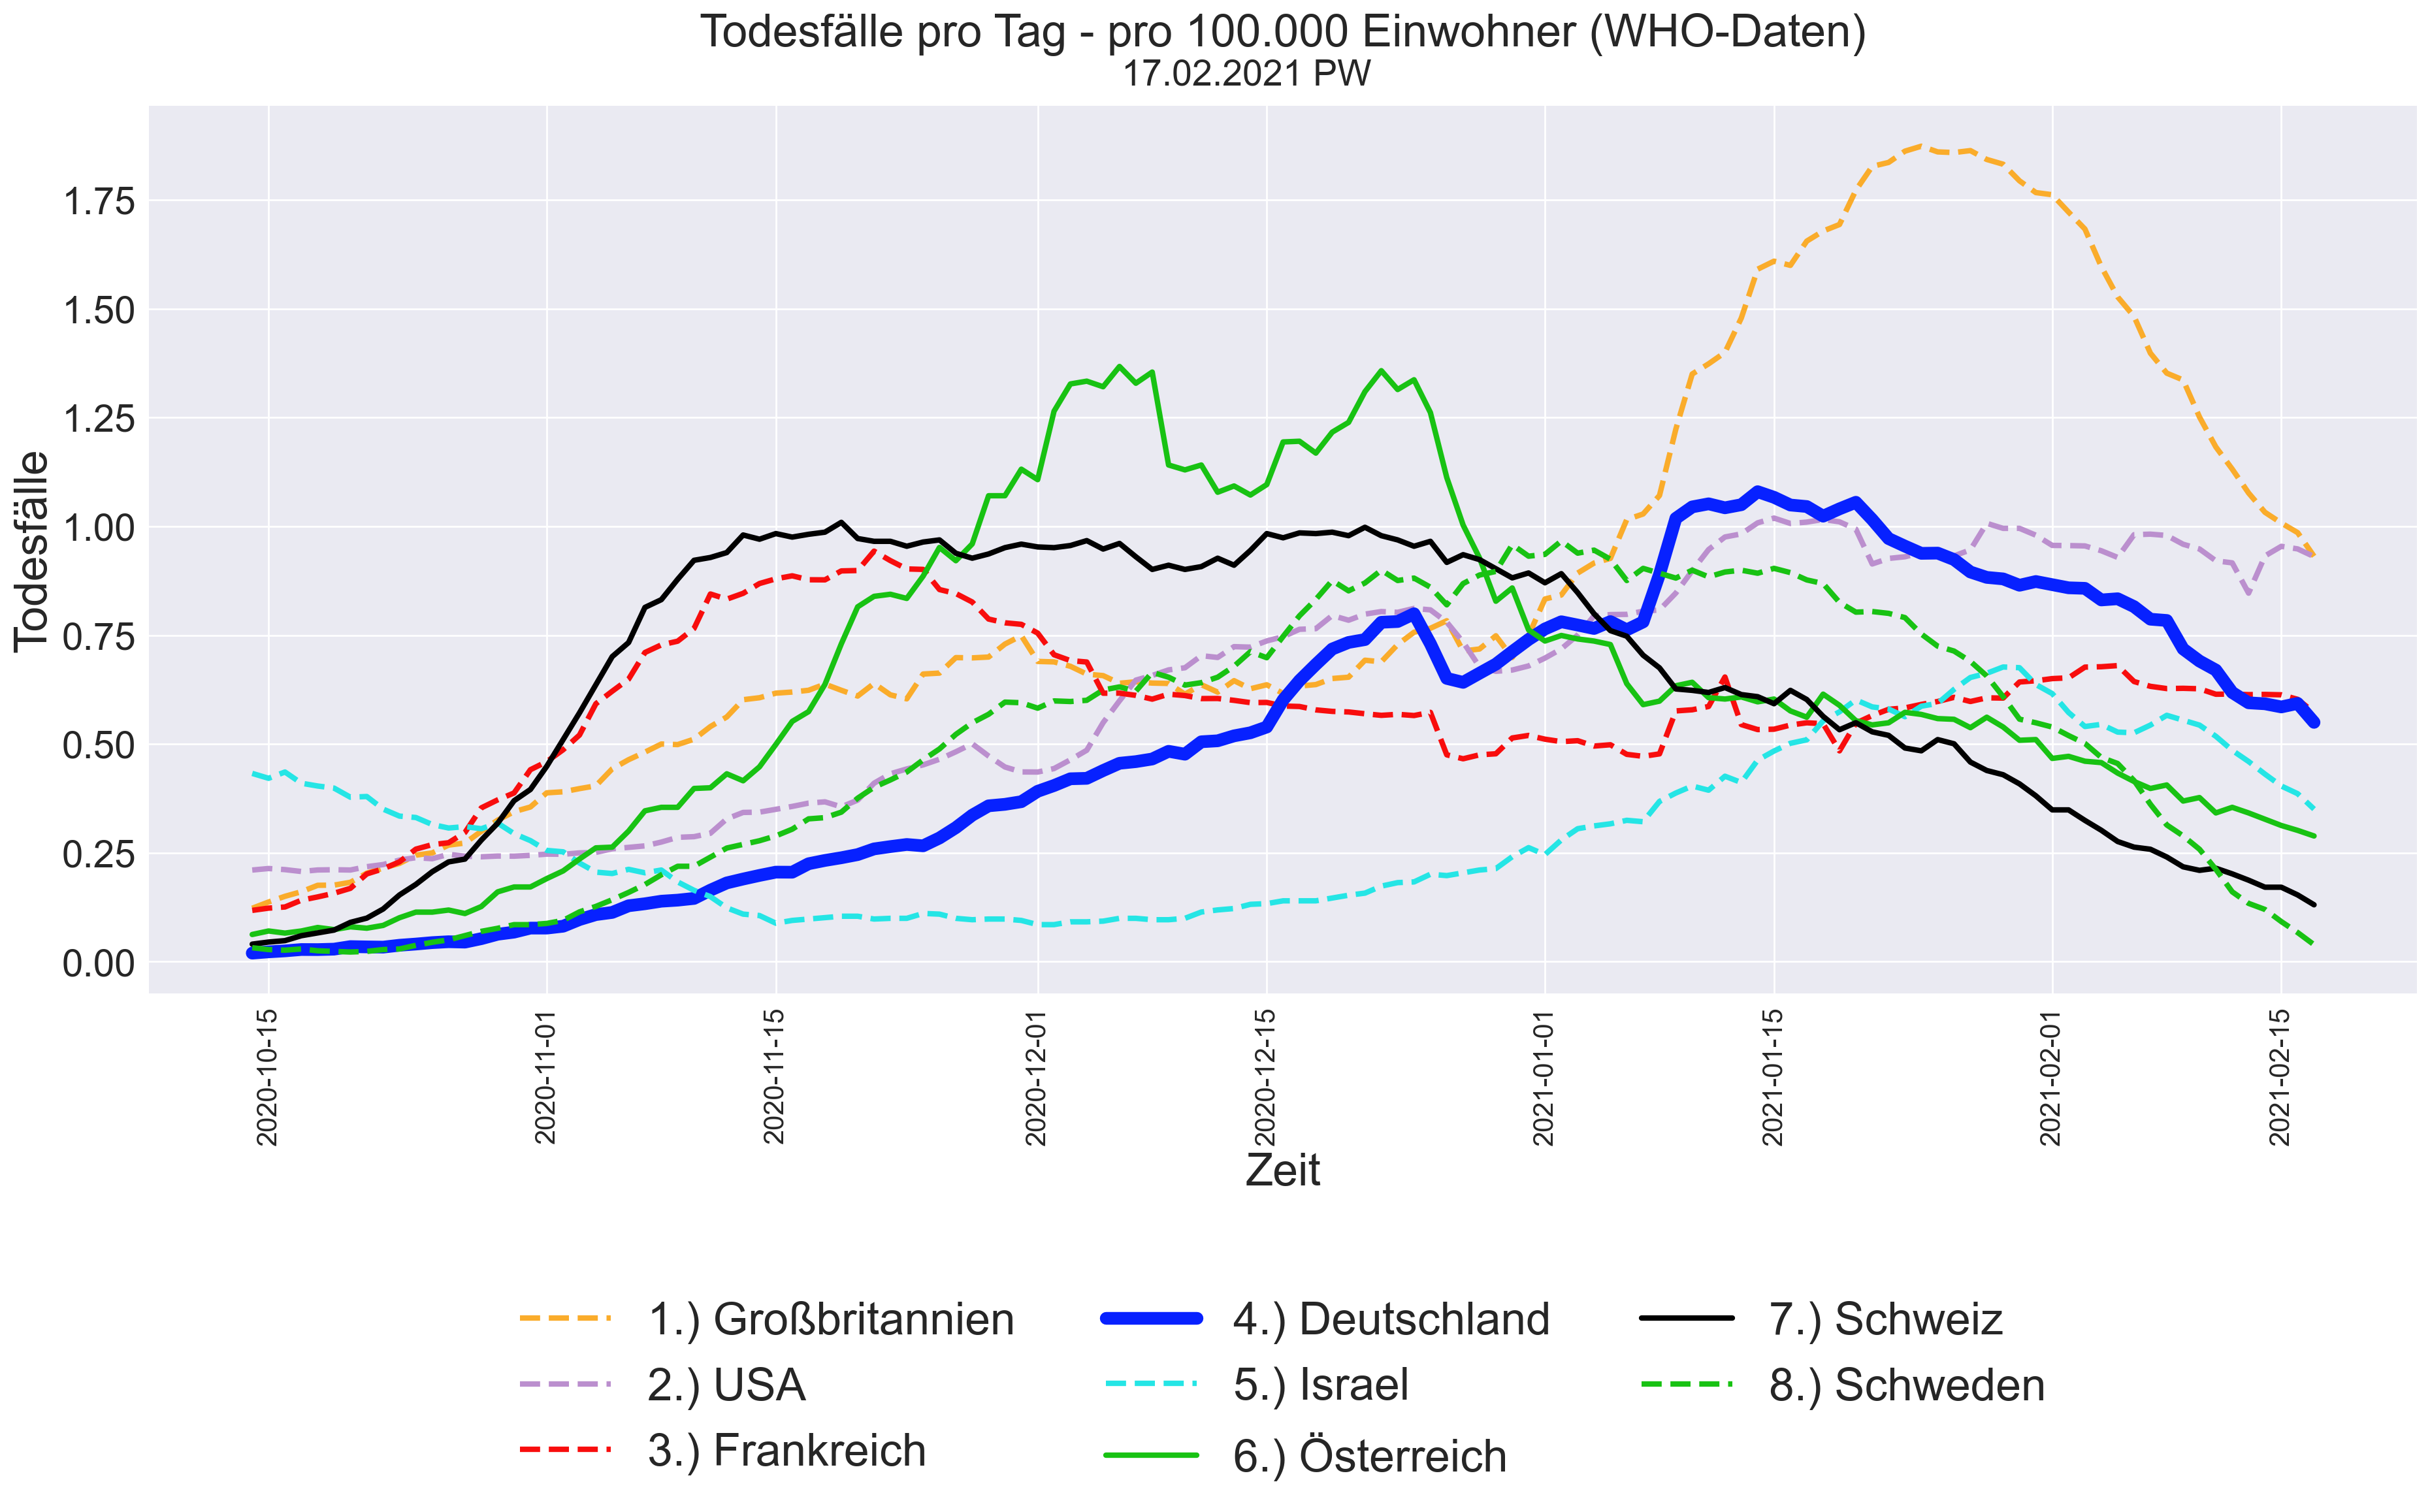 Todesfälle pro Tag - pro 100.000 Einwohner (WHO-Daten)
17.02.2021 PW
Todesfälle
1.75
1.50
1.25
1.00
0.75
0.50
0.25
0.00
2020-10-15
2020-11-01
2020-11-15
2020-12-01
2020-12-15
2021-01-01
2021-01-15
2021-02-01
2021-02-15
Zeit
1.) Großbritannien
2.) USA
3.) Frankreich
4.) Deutschland
5.) Israel
6.) Österreich
7.) Schweiz
8.) Schweden